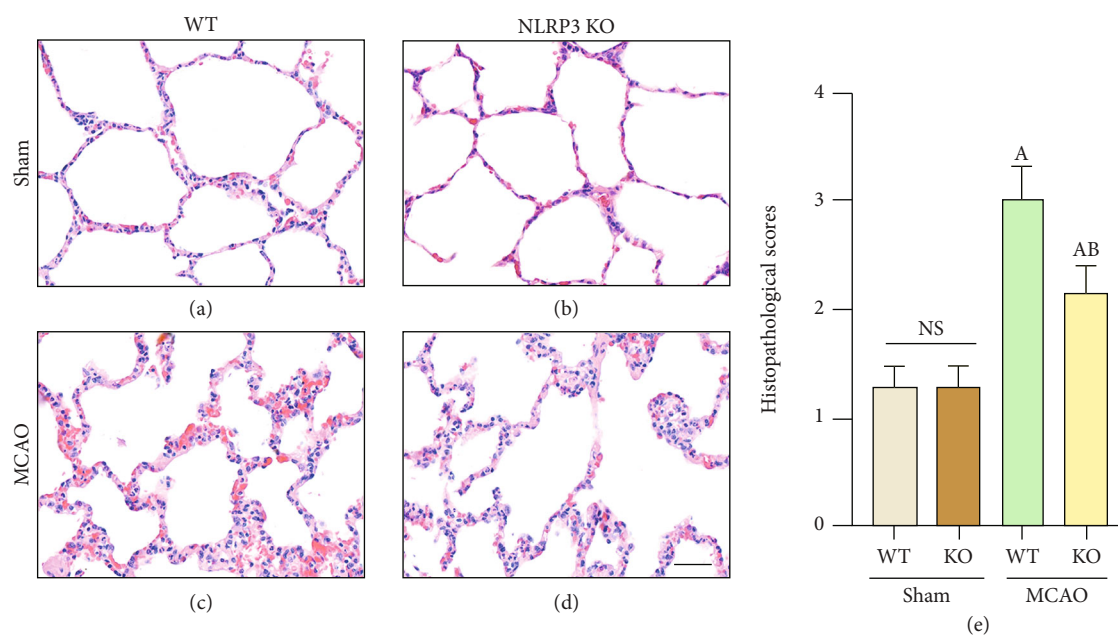 WT
NLRP3 KO
Sham
(a)
(b)
MCAO
(c)
(d)
Histopathological scores
4
3
2
1
0
NS
A
AB
WT
KO
WT
KO
Sham
MCAO
(e)